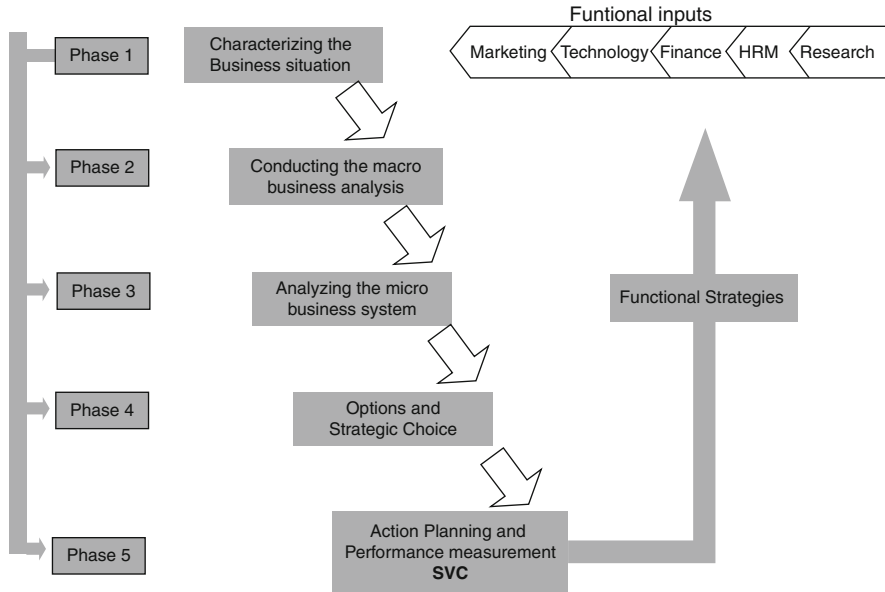 Funtional inputs
Marketing
Technology
Finance
HRM
Research
Phase 1
Characterizing the
Business situation
Phase 2
Conducting the macro
business analysis
Phase 3
Analyzing the micro
business system
Functional Strategies
Phase 4
Options and
Strategic Choice
Phase 5
Action Planning and
Performance measurement
SVC